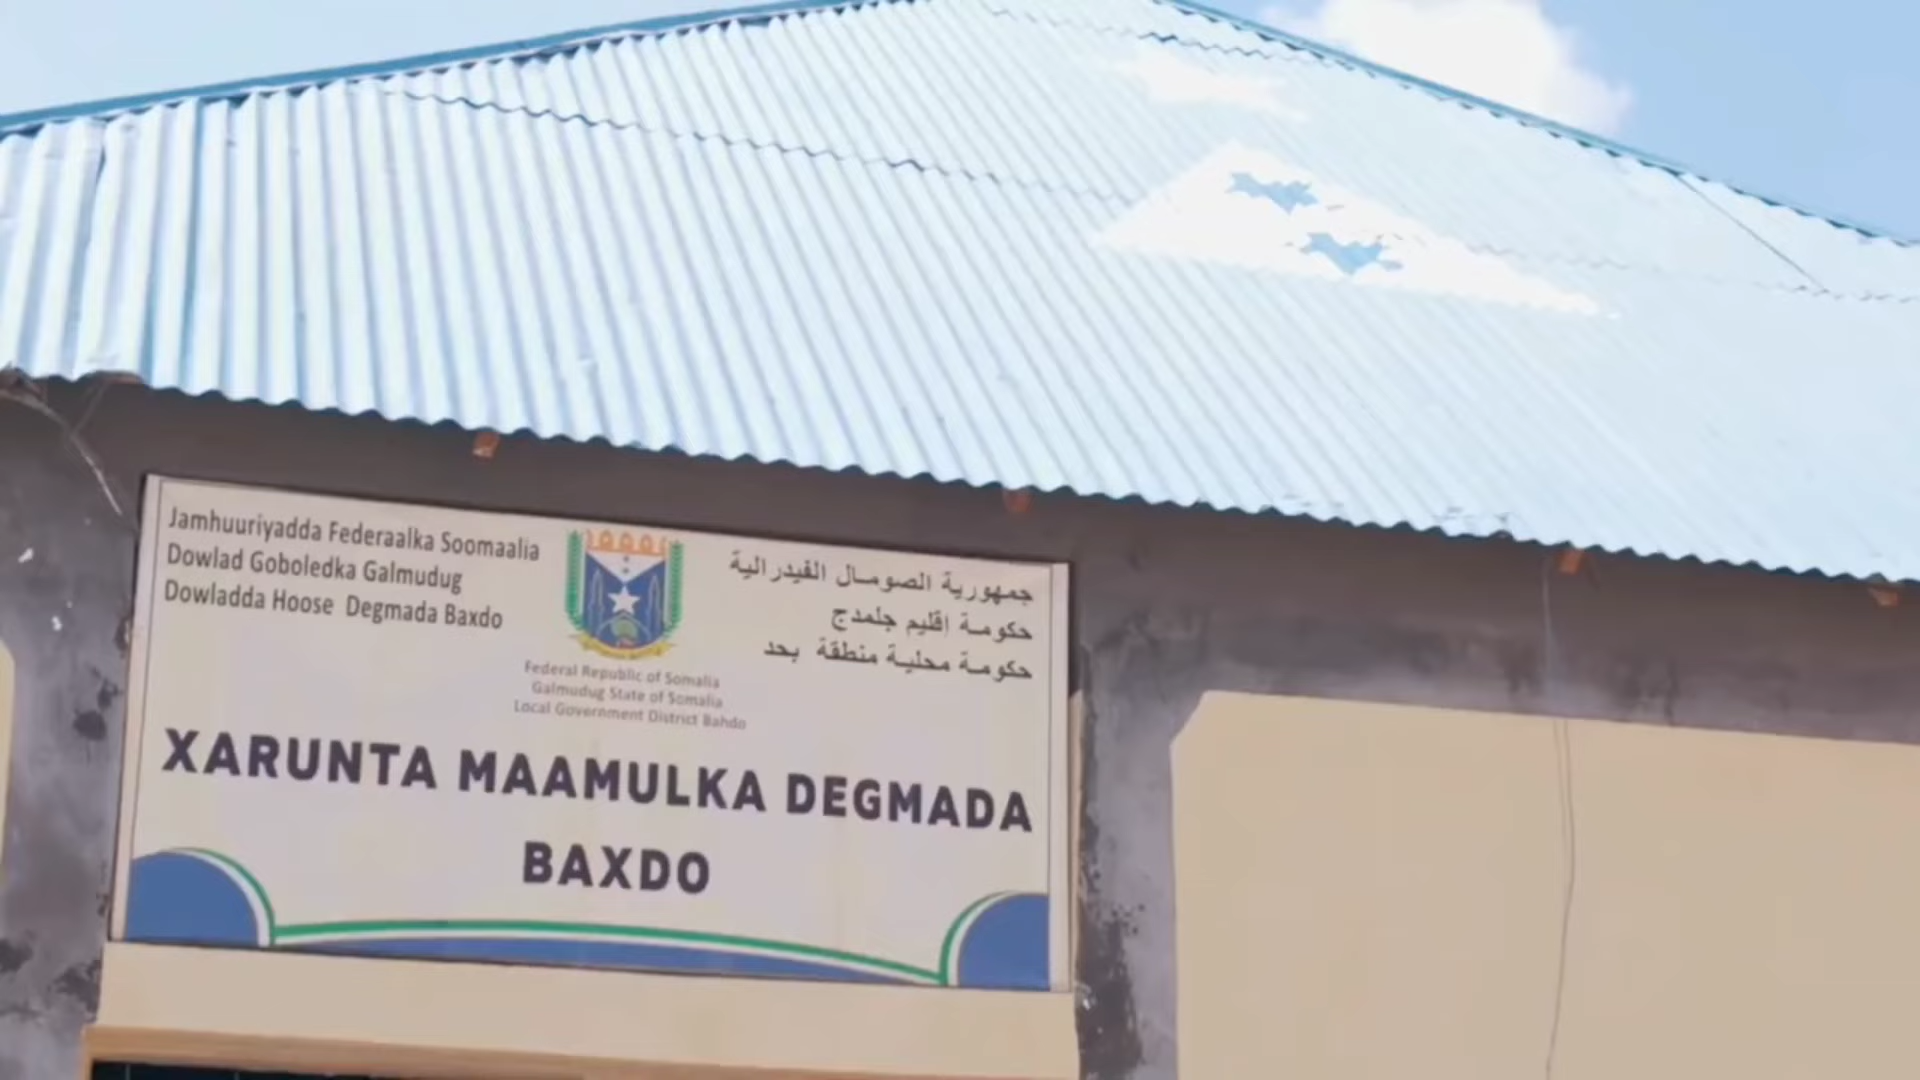 Jamhuuriyadda Federaalka Soomaalia
Dowlad Goboledka Galmudug
Dowladda Hoose Degmada Baxdo
جمهورية الصومال الفيدرالية
حكومة إقليم جلمدج
حكومة محلية منطقة بحد
Federal Republic of Somalia
Galmudug State of Somalia
Local Government District Bahdo
XARUNTA MAAMULKA DEGMADA
BAXDO